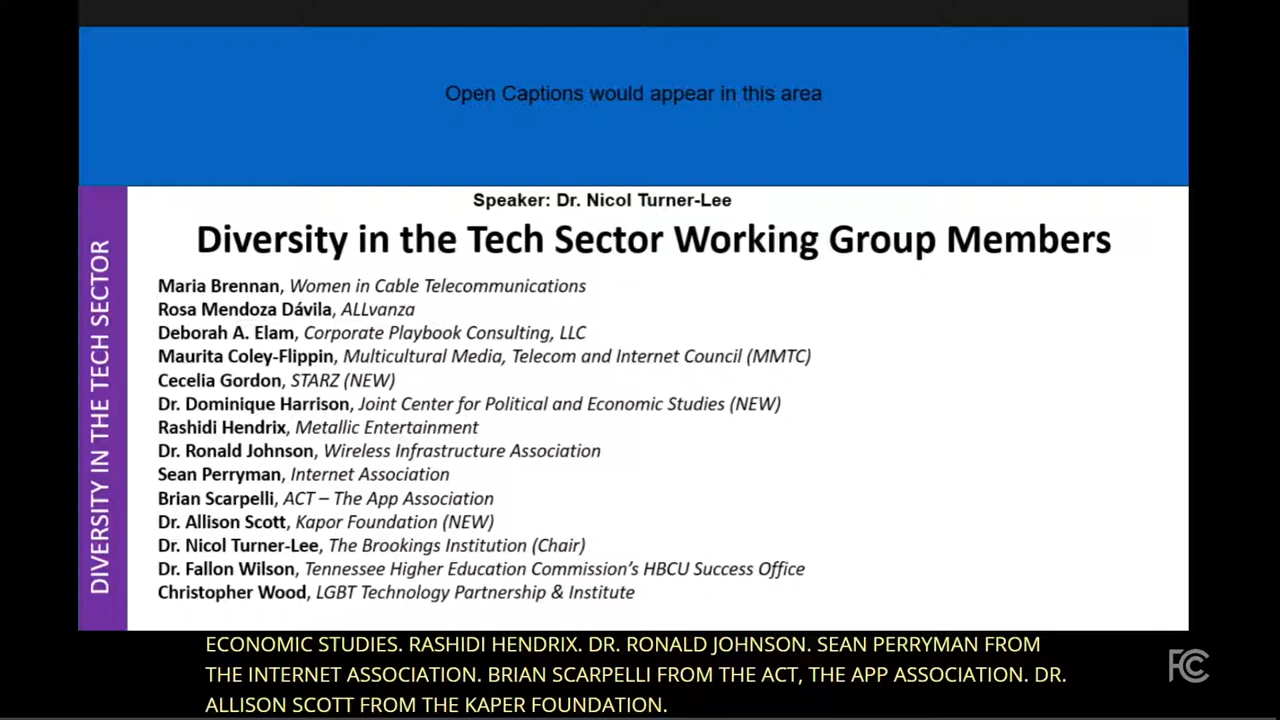 Open Captions would appear in this area
Speaker: Dr. Nicol Turner-Lee
Diversity in the Tech Sector Working Group Members
DIVERSITY IN THE TECH SECTOR
Maria Brennan, Women in Cable Telecommunications
Rosa Mendoza Dávila, ALLvanza
Deborah A. Elam, Corporate Playbook Consulting, LLC
Maurita Coley-Flippin, Multicultural Media, Telecom and Internet Council (MMTC)
Cecelia Gordon, STARZ (NEW)
Dr. Dominique Harrison, Joint Center for Political and Economic Studies (NEW)
Rashidi Hendrix, Metallic Entertainment
Dr. Ronald Johnson, Wireless Infrastructure Association
Sean Perryman, Internet Association
Brian Scarpelli, ACT – The App Association
Dr. Allison Scott, Kapor Foundation (NEW)
Dr. Nicol Turner-Lee, The Brookings Institution (Chair)
Dr. Fallon Wilson, Tennessee Higher Education Commission's HBCU Success Office
Christopher Wood, LGBT Technology Partnership & Institute
ECONOMIC STUDIES. RASHIDI HENDRIX. DR. RONALD JOHNSON. SEAN PERRYMAN FROM
THE INTERNET ASSOCIATION. BRIAN SCARPELLI FROM THE ACT, THE APP ASSOCIATION. DR.
ALLISON SCOTT FROM THE KAPER FOUNDATION.
FCC